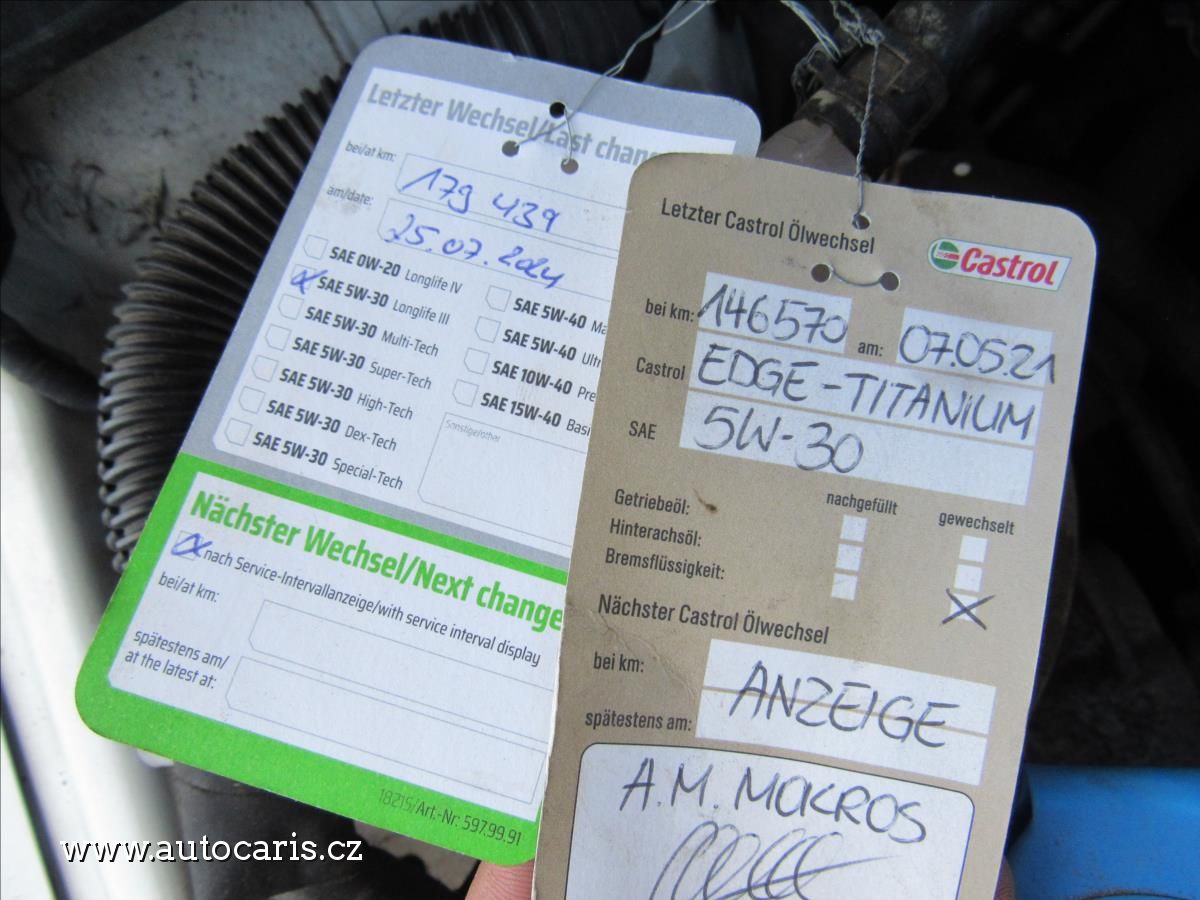 Letzter Wechsel/Last chan
bei/at km: 179 439
am/date: 25.07.2024
SAE 0W-20 Longlife IV
SAE 5W-30 Longlife III
SAE 5W-30 Multi-Tech
SAE 5W-30 Super-Tech
SAE 5W-30 High-Tech
SAE 5W-30 Dex-Tech
SAE 5W-30 Special-Tech
SAE 5W-40 Ma
SAE 5W-40 Ultr
SAE 10W-40 Pre
SAE 15W-40 Basi
Sonstige/other
Nächster Wechsel/Next change
nach Service-Intervallanzeige/with service interval display
bei/at km:
spätestens am/
at the latest at:
18215/Art.-Nr: 597.99.91
Letzter Castrol Ölwechsel
Castrol
bei km: 146570 am: 07.05.21
Castrol EDGE-TITANIUM
SAE 5W-30
nachgefüllt gewechselt
Getriebeöl:
Hinterachsöl:
Bremsflüssigkeit:
Nächster Castrol Ölwechsel
bei km:
ANZEIGE
spätestens am:
A.M. MAKROS
www.autocaris.cz